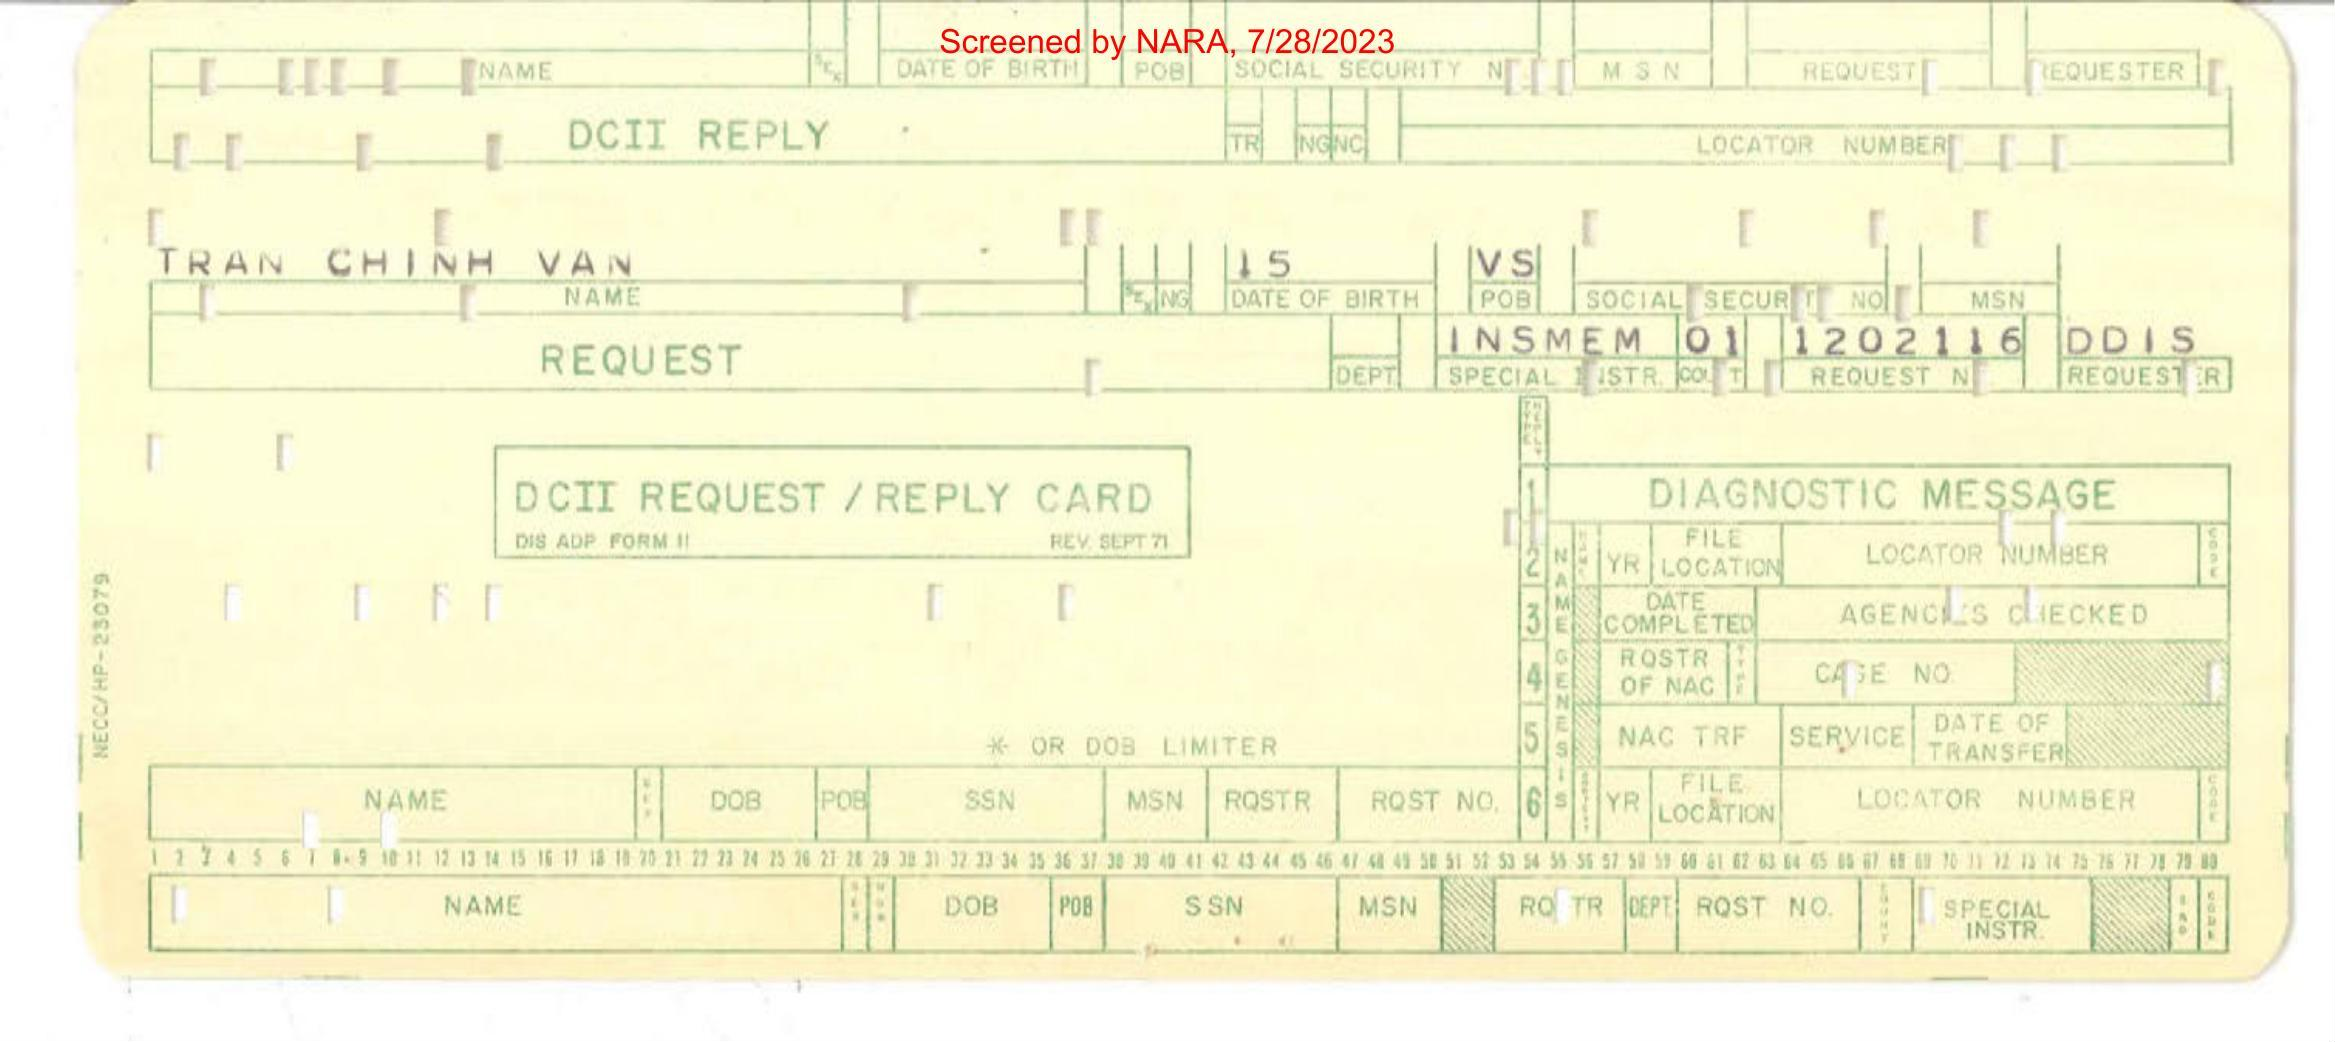 Screened by NARA, 7/28/2023
NAME SEX DATE OF BIRTH POB SOCIAL SECURITY MSN REQUEST REQUESTER
DCII REPLY TR NG NC LOCATOR NUMBER
TRAN CHINH VAN 15 VS
NAME SEX NG DATE OF BIRTH POB SOCIAL SECURITY NO MSN
INSMEM 01 1202116 DDIS
REQUEST DEPT SPECIAL INSTR. REQUEST REQUESTER
TYPE REPLY
DCII REQUEST / REPLY CARD
DIS ADP FORM 11 REV. SEPT 71
1 DIAGNOSTIC MESSAGE
2 YR FILE LOCATION LOCATOR NUMBER CODE
3 DATE COMPLETED AGENCIES CHECKED
4 RQSTR OF NAC TYPE CASE NO
5 NAC TRF SERVICE DATE OF TRANSFER
6 YR FILE LOCATION LOCATOR NUMBER CODE
NAME GENESIS
NECC/HP-23079
* OR DOB LIMITER
NAME SEX DOB POB SSN MSN RQSTR RQST NO.
1 2 3 4 5 6 7 8 9 10 11 12 13 14 15 16 17 18 19 20 21 22 23 24 25 26 27 28 29 30 31 32 33 34 35 36 37 38 39 40 41 42 43 44 45 46 47 48 49 50 51 52 53 54 55 56 57 58 59 60 61 62 63 64 65 66 67 68 69 70 71 72 73 74 75 76 77 78 79 80
NAME SEX DOB POB SSN MSN RQSTR DEPT. RQST NO. COUNT SPECIAL INSTR. CODE